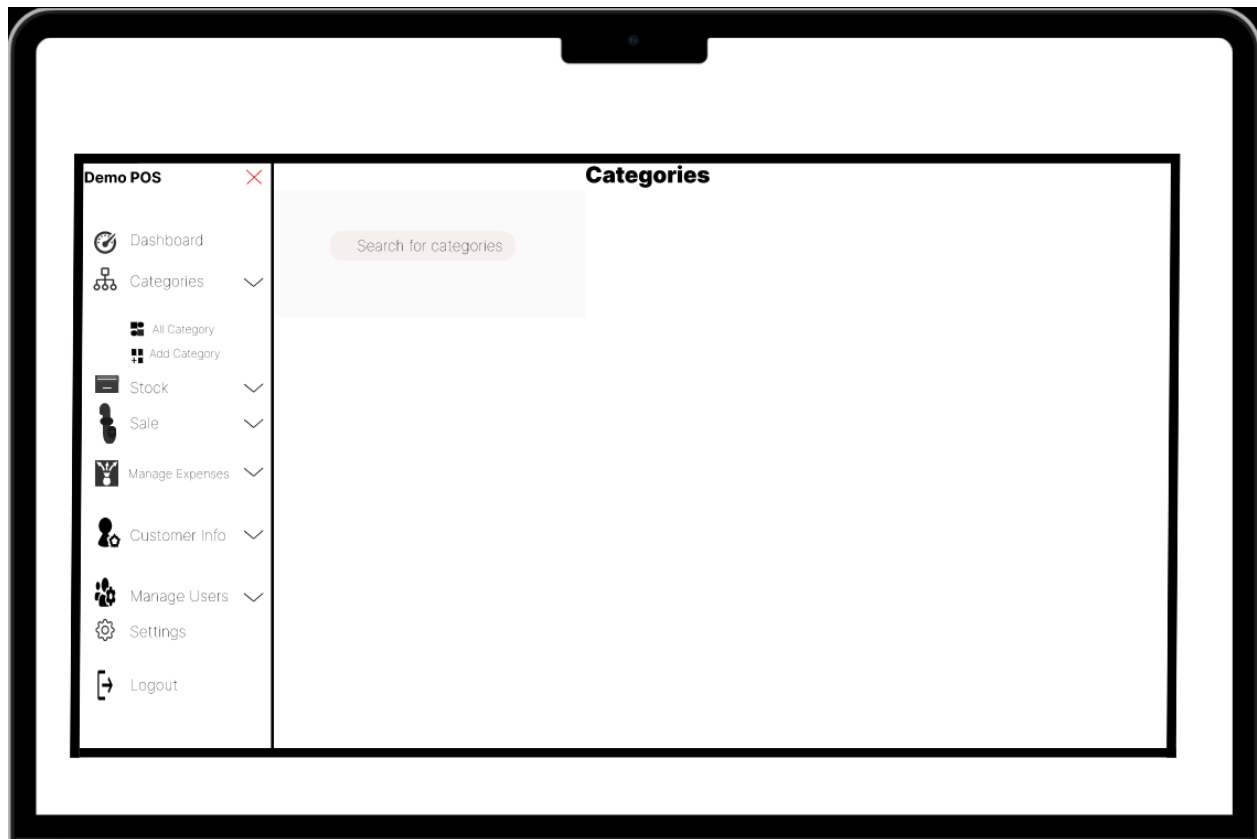 Demo POS
Categories
Search for categories
Dashboard
Categories
All Category
Add Category
Stock
Sale
Manage Expenses
Customer Info
Manage Users
Settings
Logout